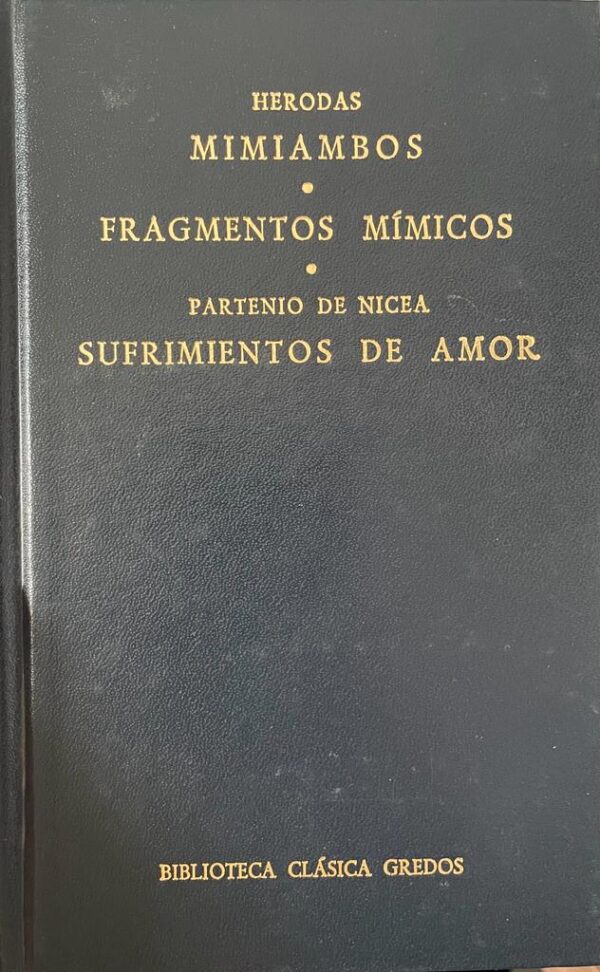 HERODAS
MIMIAMBOS
•
FRAGMENTOS MÍMICOS
•
PARTENIO DE NICEA
SUFRIMIENTOS DE AMOR
BIBLIOTECA CLÁSICA GREDOS